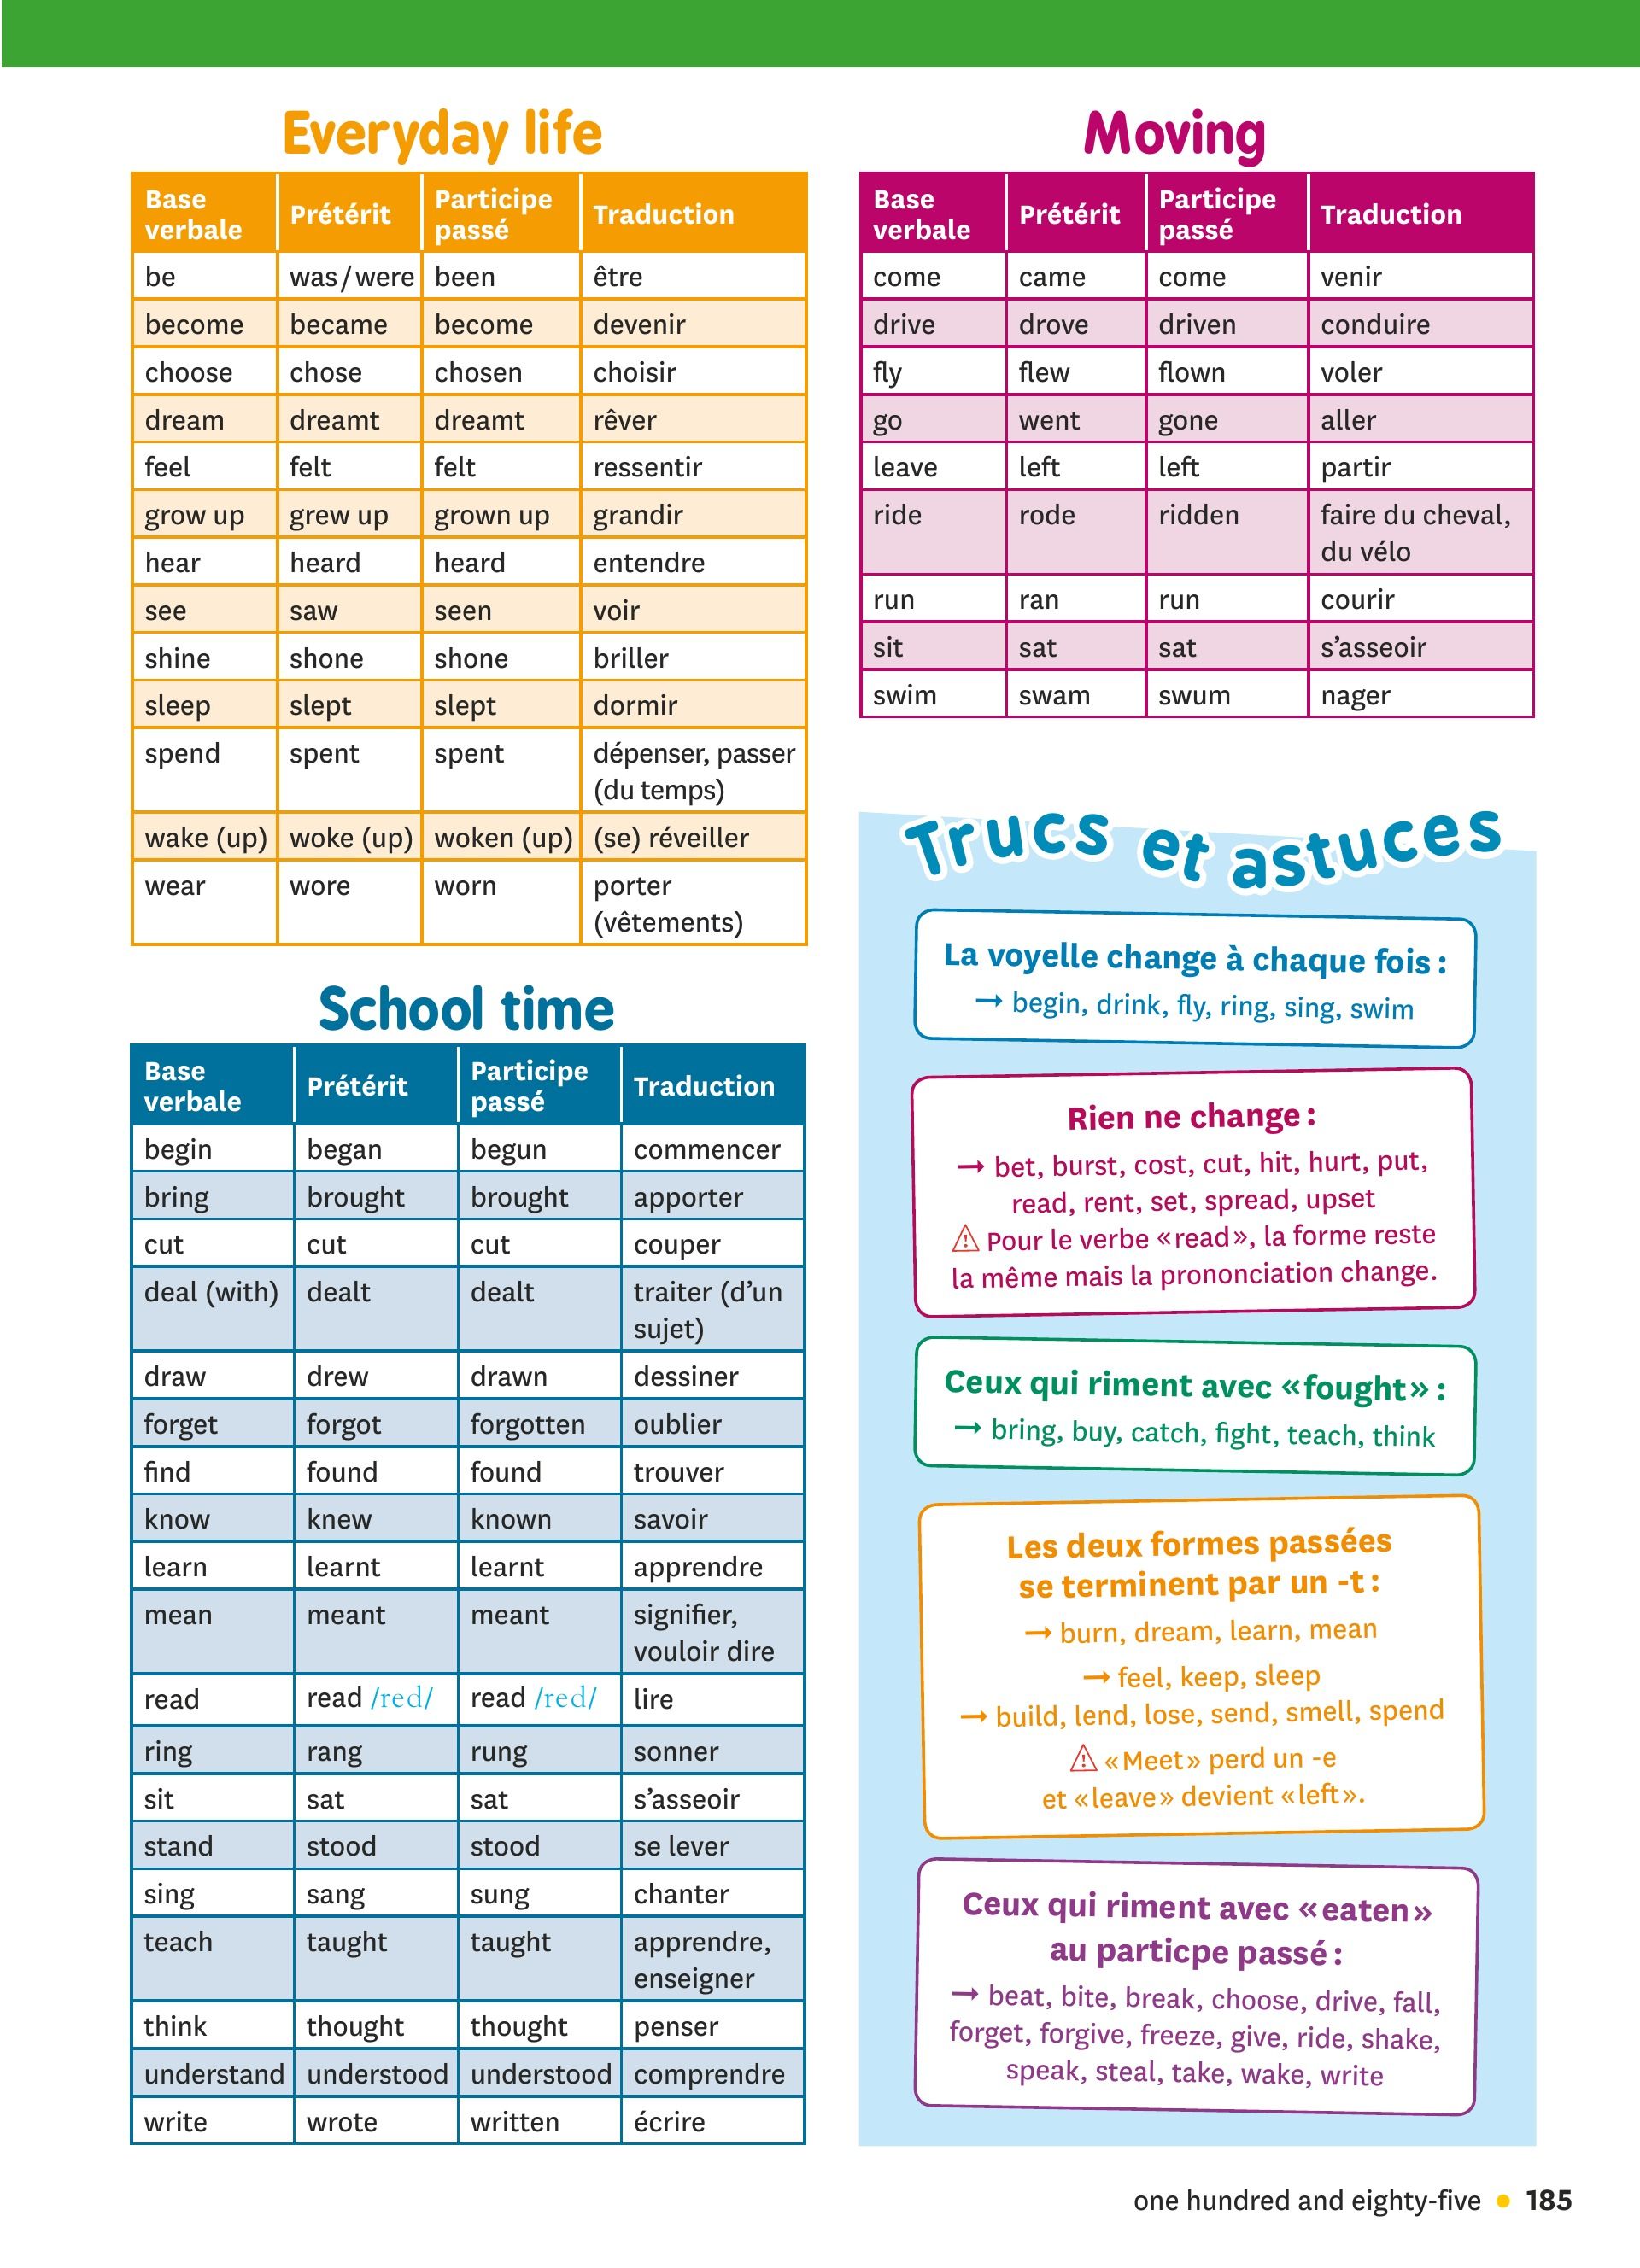 Everyday life
Base verbale Prétérit Participe passé Traduction
be was/were been être
become became become devenir
choose chose chosen choisir
dream dreamt dreamt rêver
feel felt felt ressentir
grow up grew up grown up grandir
hear heard heard entendre
see saw seen voir
shine shone shone briller
sleep slept slept dormir
spend spent spent dépenser, passer
(du temps)
wake (up) woke (up) woken (up) (se) réveiller
wear wore worn porter
(vêtements)
School time
Base verbale Prétérit Participe passé Traduction
begin began begun commencer
bring brought brought apporter
cut cut cut couper
deal (with) dealt dealt traiter (d’un
sujet)
draw drew drawn dessiner
forget forgot forgotten oublier
find found found trouver
know knew known savoir
learn learnt learnt apprendre
mean meant meant signifier,
vouloir dire
read read /red/ read /red/ lire
ring rang rung sonner
sit sat sat s’asseoir
stand stood stood se lever
sing sang sung chanter
teach taught taught apprendre,
enseigner
think thought thought penser
understand understood understood comprendre
write wrote written écrire
Moving
Base verbale Prétérit Participe passé Traduction
come came come venir
drive drove driven conduire
fly flew flown voler
go went gone aller
leave left left partir
ride rode ridden faire du cheval,
du vélo
run ran run courir
sit sat sat s’asseoir
swim swam swum nager
Trucs et astuces
La voyelle change à chaque fois :
→ begin, drink, fly, ring, sing, swim
Rien ne change :
→ bet, burst, cost, cut, hit, hurt, put,
read, rent, set, spread, upset
⚠ Pour le verbe «read», la forme reste
la même mais la prononciation change.
Ceux qui riment avec «fought» :
→ bring, buy, catch, fight, teach, think
Les deux formes passées
se terminent par un -t :
→ burn, dream, learn, mean
→ feel, keep, sleep
→ build, lend, lose, send, smell, spend
⚠ «Meet» perd un -e
et «leave» devient «left».
Ceux qui riment avec «eaten»
au particpe passé :
→ beat, bite, break, choose, drive, fall,
forget, forgive, freeze, give, ride, shake,
speak, steal, take, wake, write
one hundred and eighty-five • 185